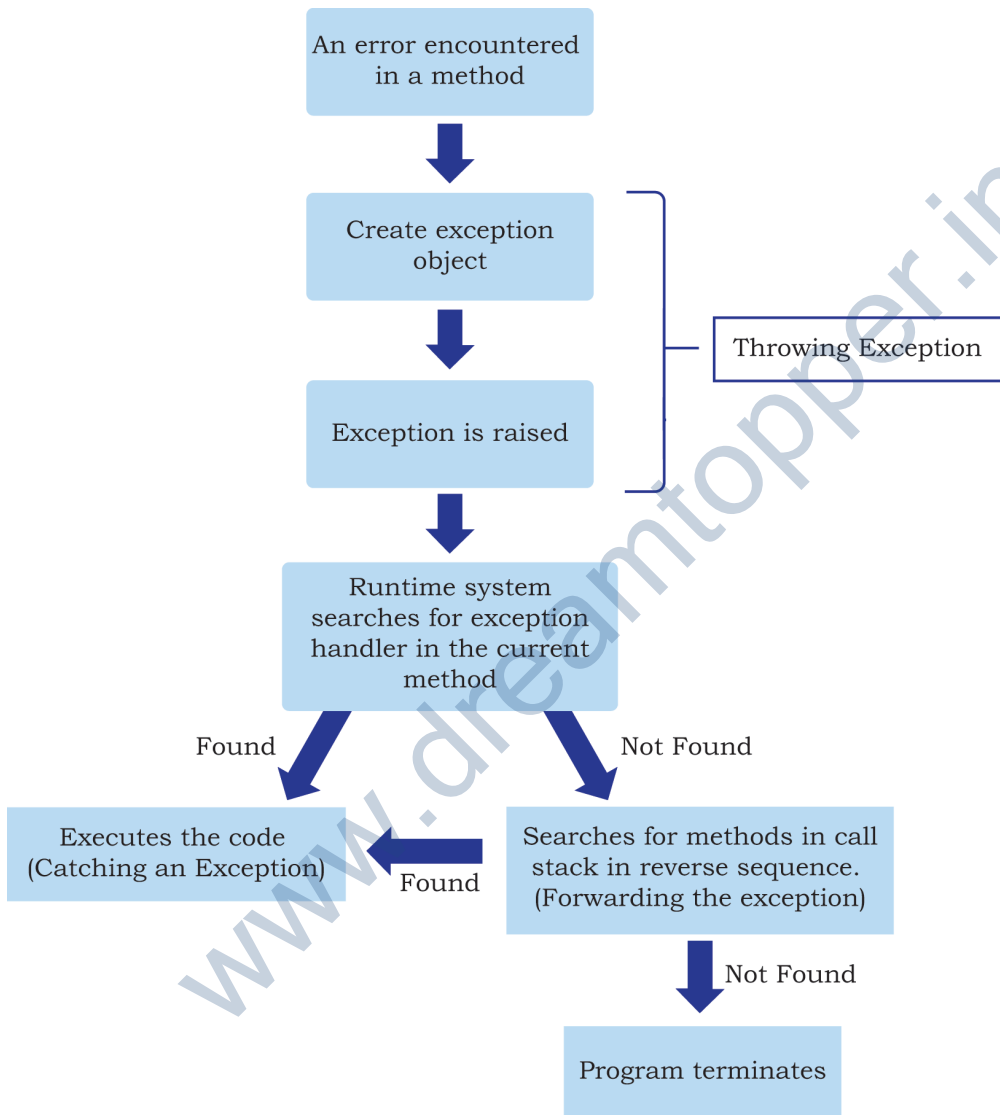 An error encountered
in a method
Create exception
object
Throwing Exception
Exception is raised
Runtime system
searches for exception
handler in the current
method
Found
Not Found
Executes the code
(Catching an Exception)
Found
Searches for methods in call
stack in reverse sequence.
(Forwarding the exception)
Not Found
Program terminates
www.dreamtopper.in